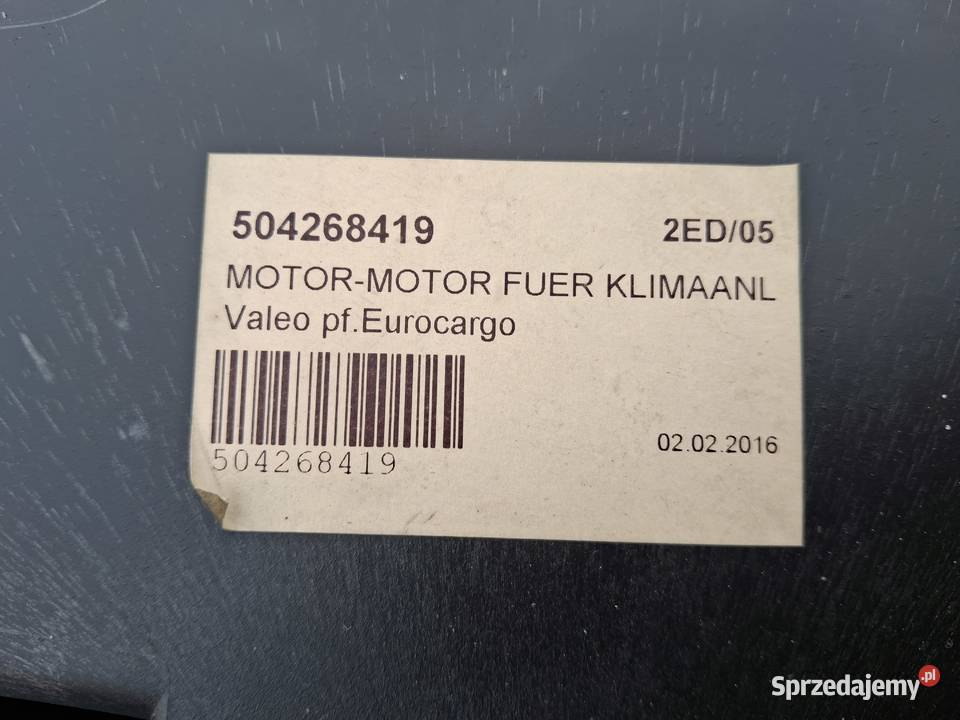 504268419 2ED/05
MOTOR-MOTOR FUER KLIMAANL
Valeo pf.Eurocargo
02.02.2016
504268419
Sprzedajemy.pl